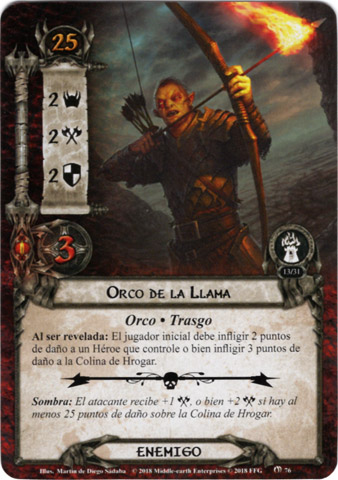 25
2
2
2
3
13/31
Orco de la Llama
Orco • Trasgo
Al ser revelada: El jugador inicial debe infligir 2 puntos
de daño a un Héroe que controle o bien infligir 3 puntos
de daño a la Colina de Hrogar.
Sombra: El atacante recibe +1, o bien +2 si hay al
menos 25 puntos de daño sobre la Colina de Hrogar.
ENEMIGO
Illus. Martin de Diego Sádaba © 2018 Middle-earth Enterprises © 2018 FFG 76